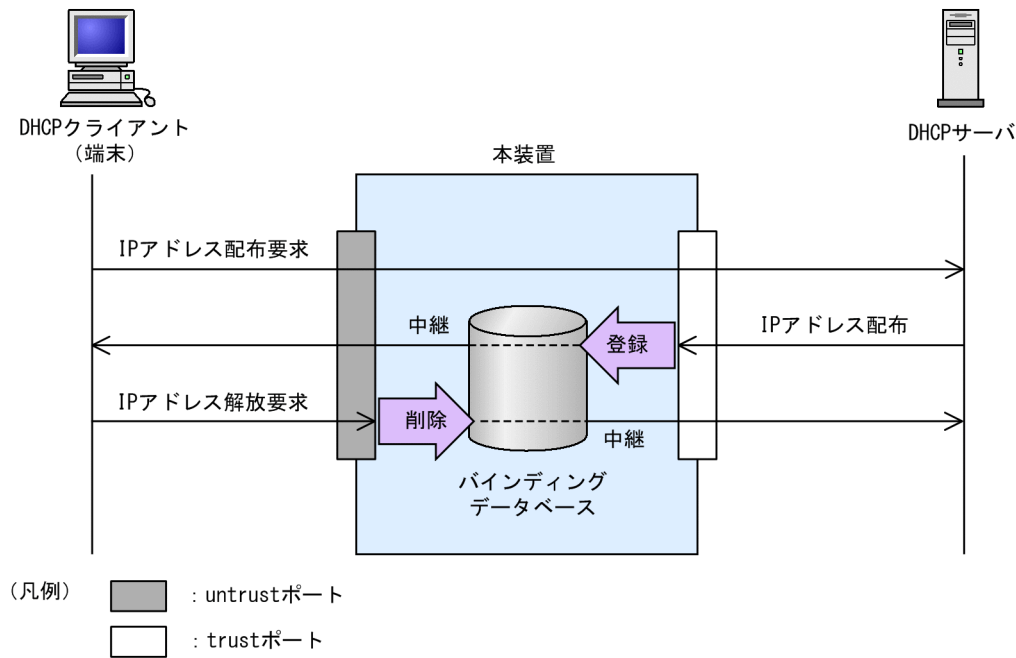 DHCPクライアント
（端末）
DHCPサーバ
本装置
IPアドレス配布要求
中継
登録
IPアドレス配布
IPアドレス解放要求
削除
中継
バインディング
データベース
（凡例）
：untrustポート
：trustポート